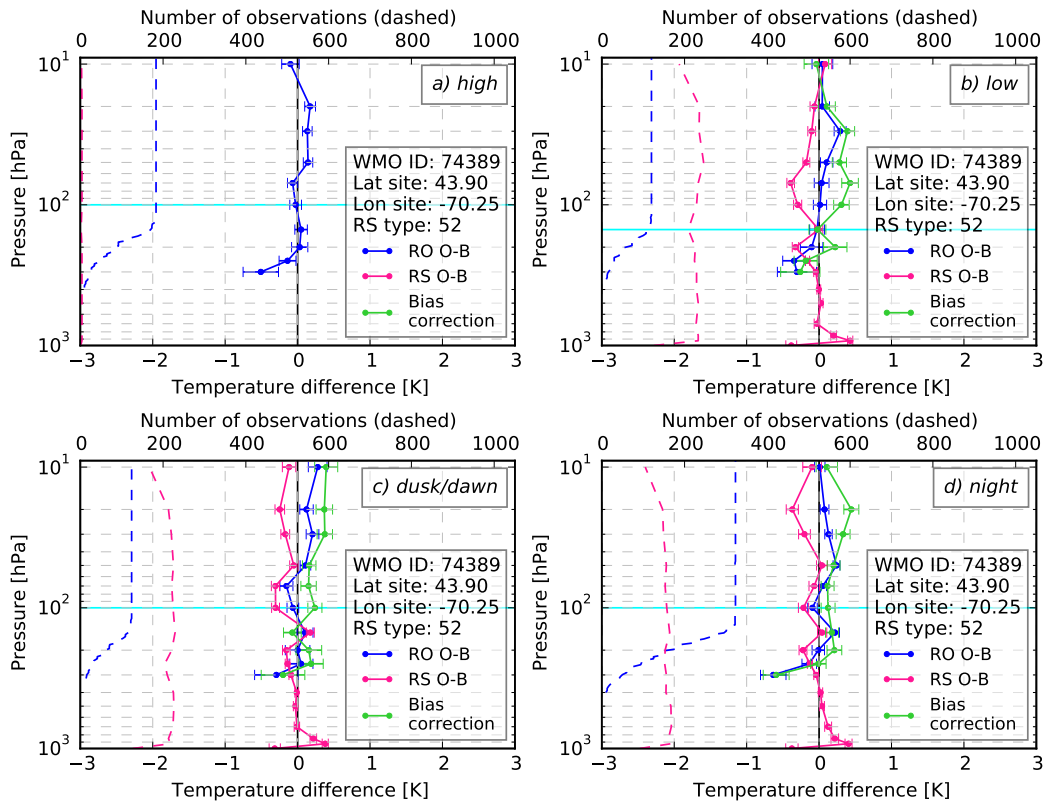 Number of observations (dashed)
0 200 400 600 800 1000
10¹
10²
10³
Pressure [hPa]
a) high
WMO ID: 74389
Lat site: 43.90
Lon site: -70.25
RS type: 52
RO O-B
RS O-B
Bias
correction
−3 −2 −1 0 1 2 3
Temperature difference [K]
Number of observations (dashed)
0 200 400 600 800 1000
10¹
10²
10³
Pressure [hPa]
b) low
WMO ID: 74389
Lat site: 43.90
Lon site: -70.25
RS type: 52
RO O-B
RS O-B
Bias
correction
−3 −2 −1 0 1 2 3
Temperature difference [K]
Number of observations (dashed)
0 200 400 600 800 1000
10¹
10²
10³
Pressure [hPa]
c) dusk/dawn
WMO ID: 74389
Lat site: 43.90
Lon site: -70.25
RS type: 52
RO O-B
RS O-B
Bias
correction
−3 −2 −1 0 1 2 3
Temperature difference [K]
Number of observations (dashed)
0 200 400 600 800 1000
10¹
10²
10³
Pressure [hPa]
d) night
WMO ID: 74389
Lat site: 43.90
Lon site: -70.25
RS type: 52
RO O-B
RS O-B
Bias
correction
−3 −2 −1 0 1 2 3
Temperature difference [K]